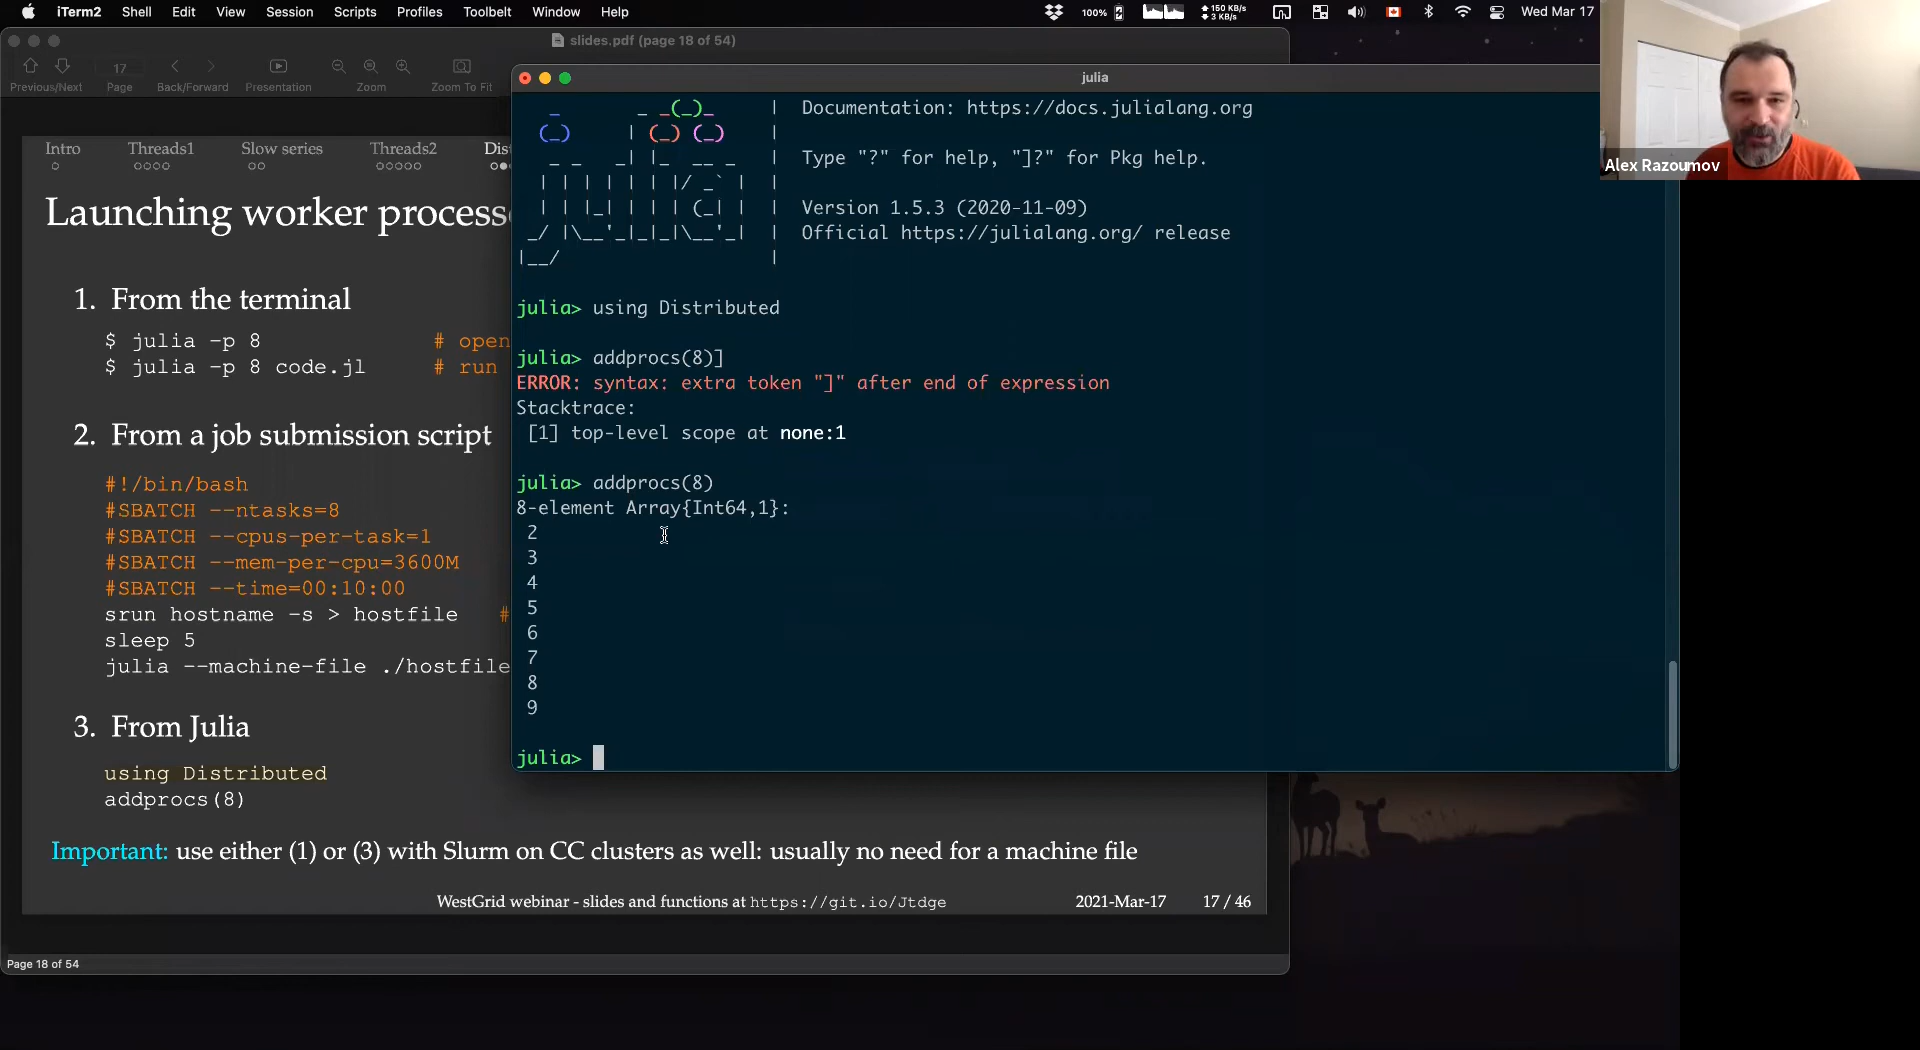 iTerm2 Shell Edit View Session Scripts Profiles Toolbelt Window Help 100% 150 KB/s 3 KB/s Wed Mar 17
slides.pdf (page 18 of 54)
17
Previous/Next Page Back/Forward Presentation Zoom Zoom To Fit
Intro Threads1 Slow series Threads2 Dis
Launching worker process
1. From the terminal
$ julia -p 8 # open
$ julia -p 8 code.jl # run
2. From a job submission script
#!/bin/bash
#SBATCH --ntasks=8
#SBATCH --cpus-per-task=1
#SBATCH --mem-per-cpu=3600M
#SBATCH --time=00:10:00
srun hostname -s > hostfile #
sleep 5
julia --machine-file ./hostfile
3. From Julia
using Distributed
addprocs(8)
Important: use either (1) or (3) with Slurm on CC clusters as well: usually no need for a machine file
WestGrid webinar - slides and functions at https://git.io/Jtdge 2021-Mar-17 17 / 46
Page 18 of 54
julia
               _
   _       _ _(_)_     |  Documentation: https://docs.julialang.org
  (_)     | (_) (_)    |
   _ _   _| |_  __ _   |  Type "?" for help, "]?" for Pkg help.
  | | | | | | |/ _` |  |
  | | |_| | | | (_| |  |  Version 1.5.3 (2020-11-09)
 _/ |\__'_|_|_|\__'_|  |  Official https://julialang.org/ release
|__/                   |
julia> using Distributed
julia> addprocs(8)]
ERROR: syntax: extra token "]" after end of expression
Stacktrace:
[1] top-level scope at none:1
julia> addprocs(8)
8-element Array{Int64,1}:
2
3
4
5
6
7
8
9
julia>
Alex Razoumov